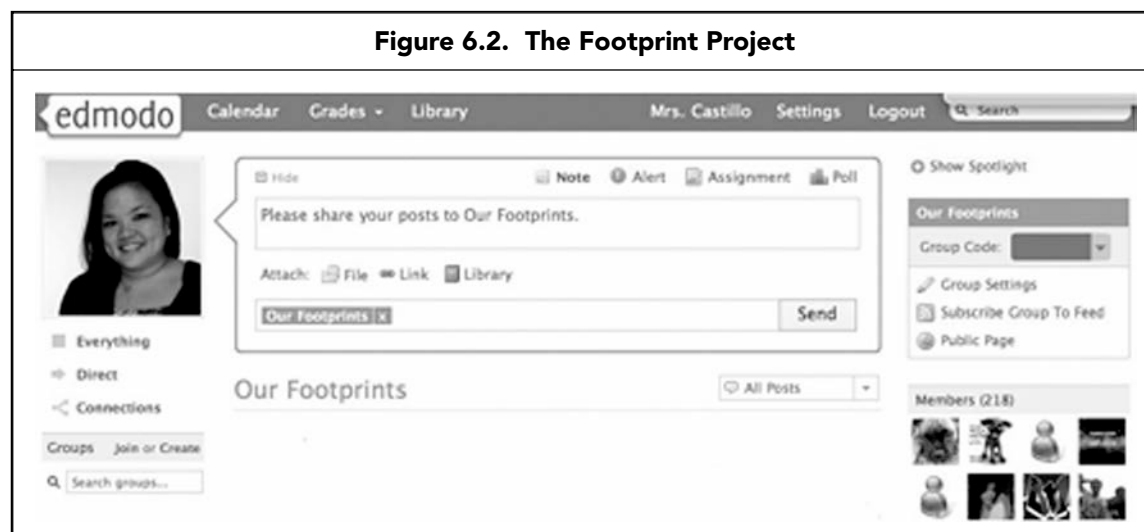 Figure 6.2. The Footprint Project
edmodo Calendar Grades Library Mrs. Castillo Settings Logout Search
Hide Note Alert Assignment Poll
Please share your posts to Our Footprints.
Attach: File Link Library
Our Footprints x Send
Everything
Direct
Connections
Groups Join or Create
Search groups...
Our Footprints All Posts
Show Spotlight
Our Footprints
Group Code:
Group Settings
Subscribe Group To Feed
Public Page
Members (218)